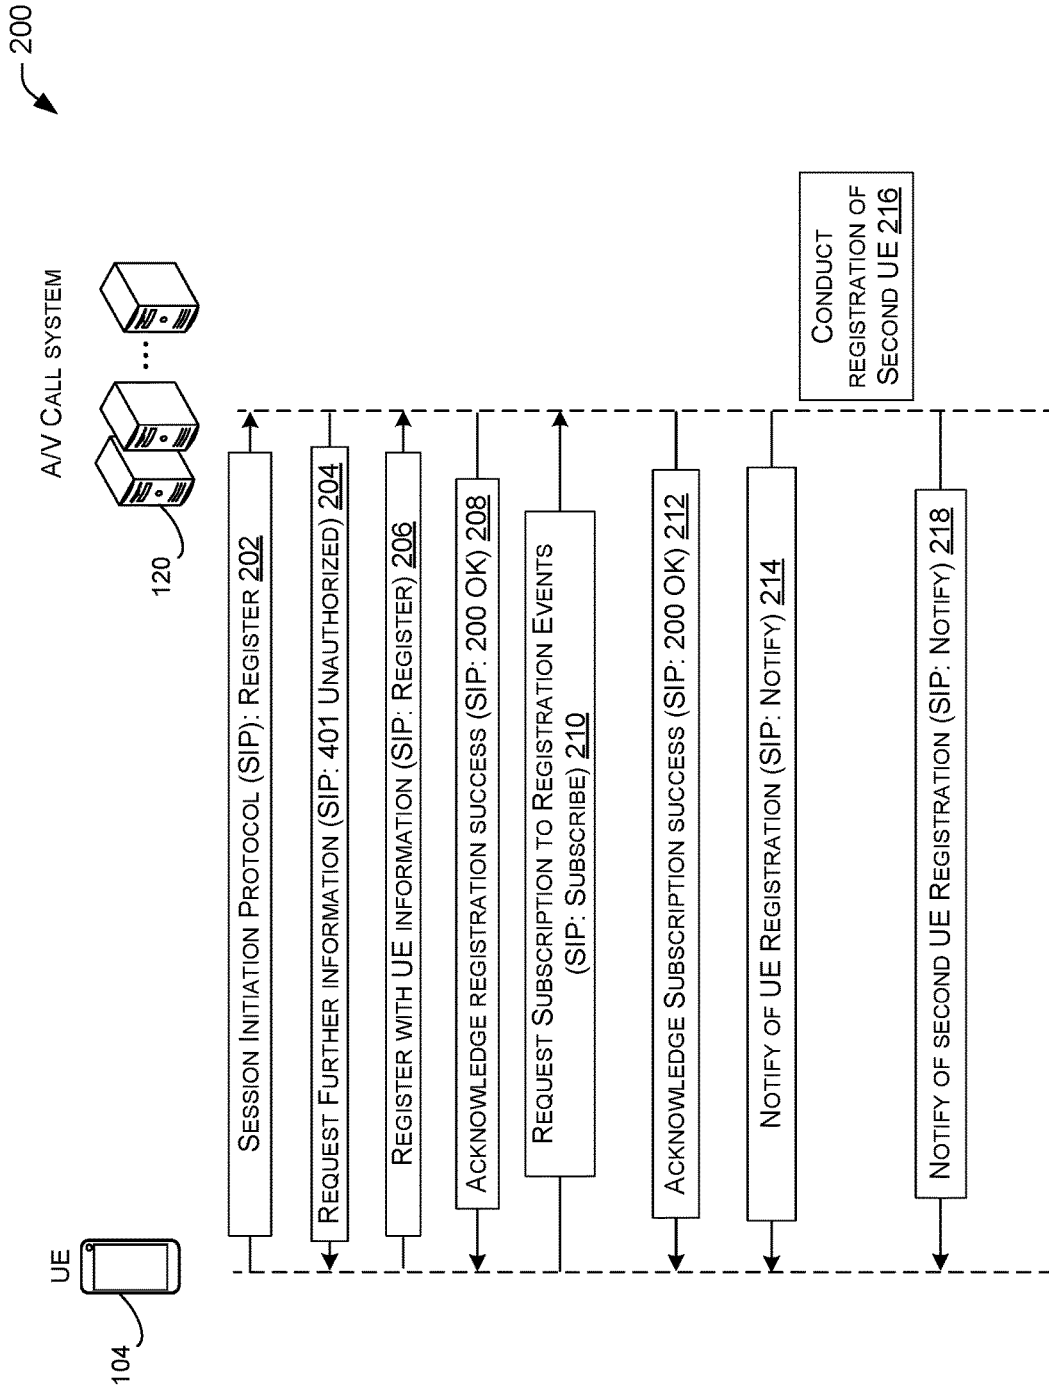 200
UE
A/V CALL SYSTEM
104
120
SESSION INITIATION PROTOCOL (SIP): REGISTER 202
REQUEST FURTHER INFORMATION (SIP: 401 UNAUTHORIZED) 204
REGISTER WITH UE INFORMATION (SIP: REGISTER) 206
ACKNOWLEDGE REGISTRATION SUCCESS (SIP: 200 OK) 208
REQUEST SUBSCRIPTION TO REGISTRATION EVENTS
(SIP: SUBSCRIBE) 210
ACKNOWLEDGE SUBSCRIPTION SUCCESS (SIP: 200 OK) 212
NOTIFY OF UE REGISTRATION (SIP: NOTIFY) 214
CONDUCT
REGISTRATION OF
SECOND UE 216
NOTIFY OF SECOND UE REGISTRATION (SIP: NOTIFY) 218